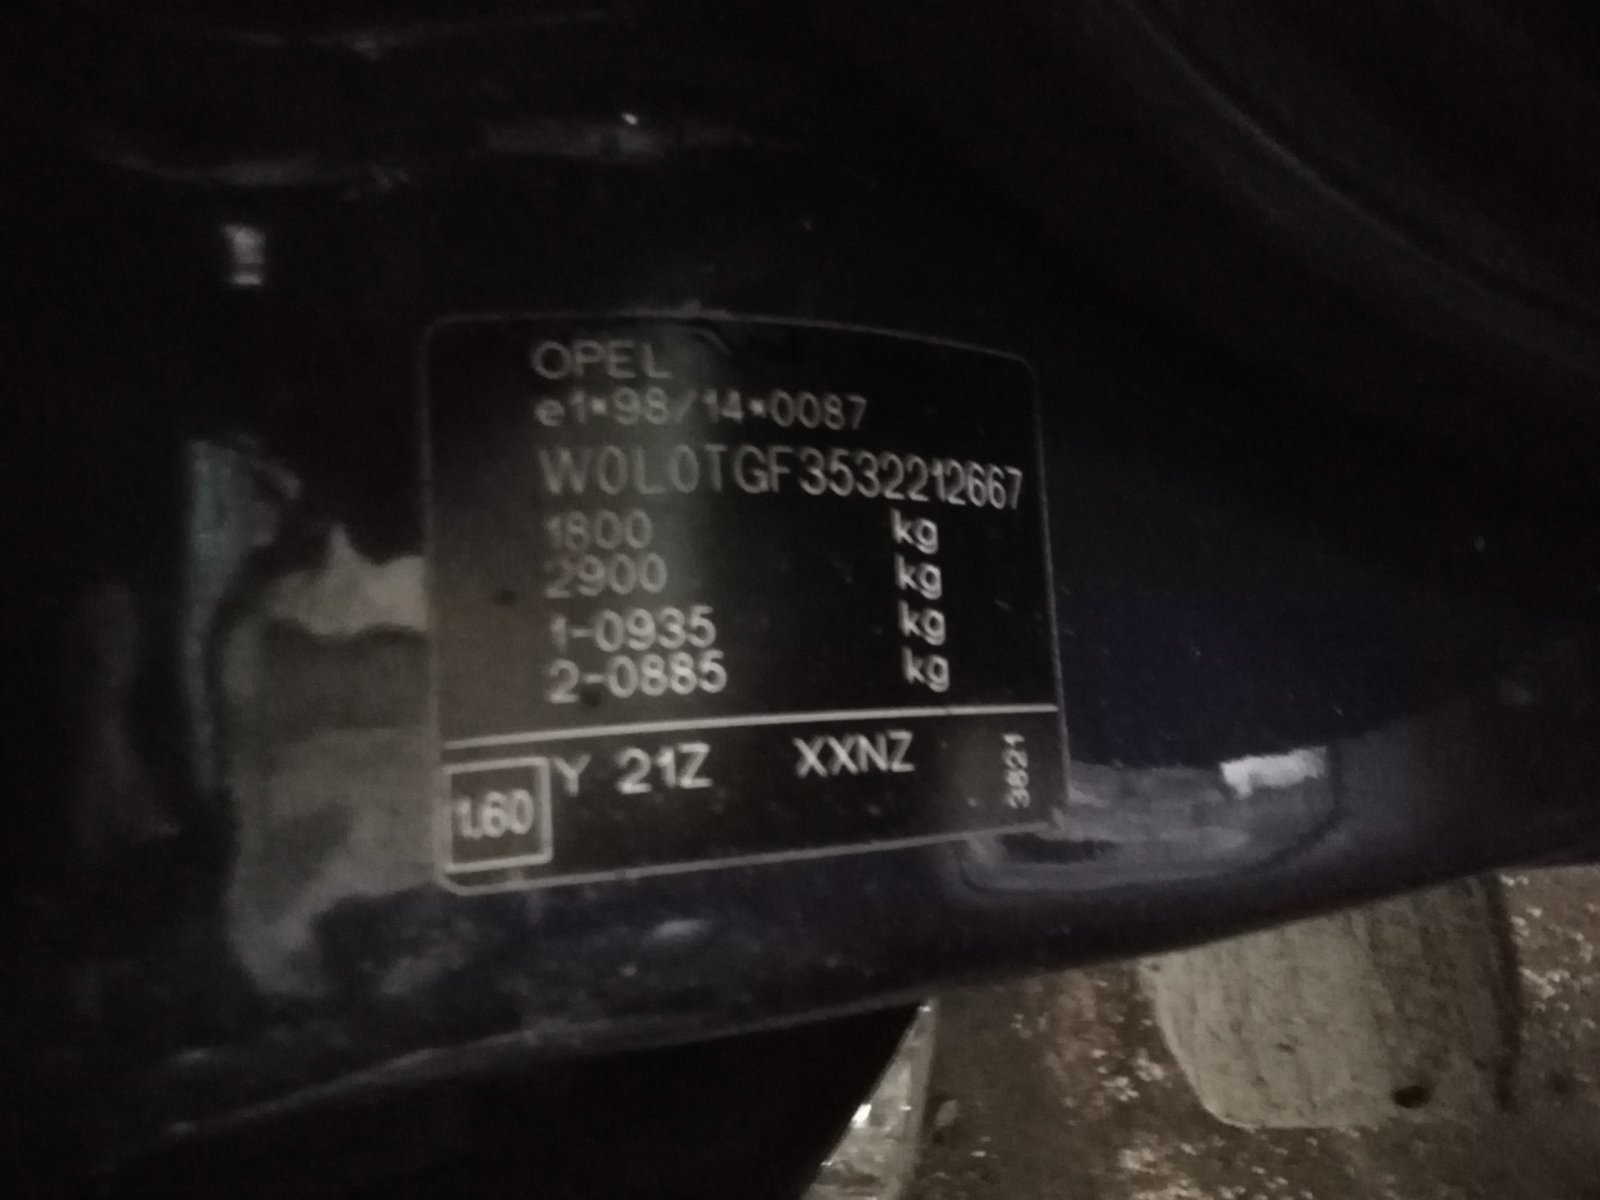 OPEL
e1*98/14*0087
W0L0TGF3532212667
1800 kg
2900 kg
1-0935 kg
2-0885 kg
1.60
Y 21Z XXNZ
3821